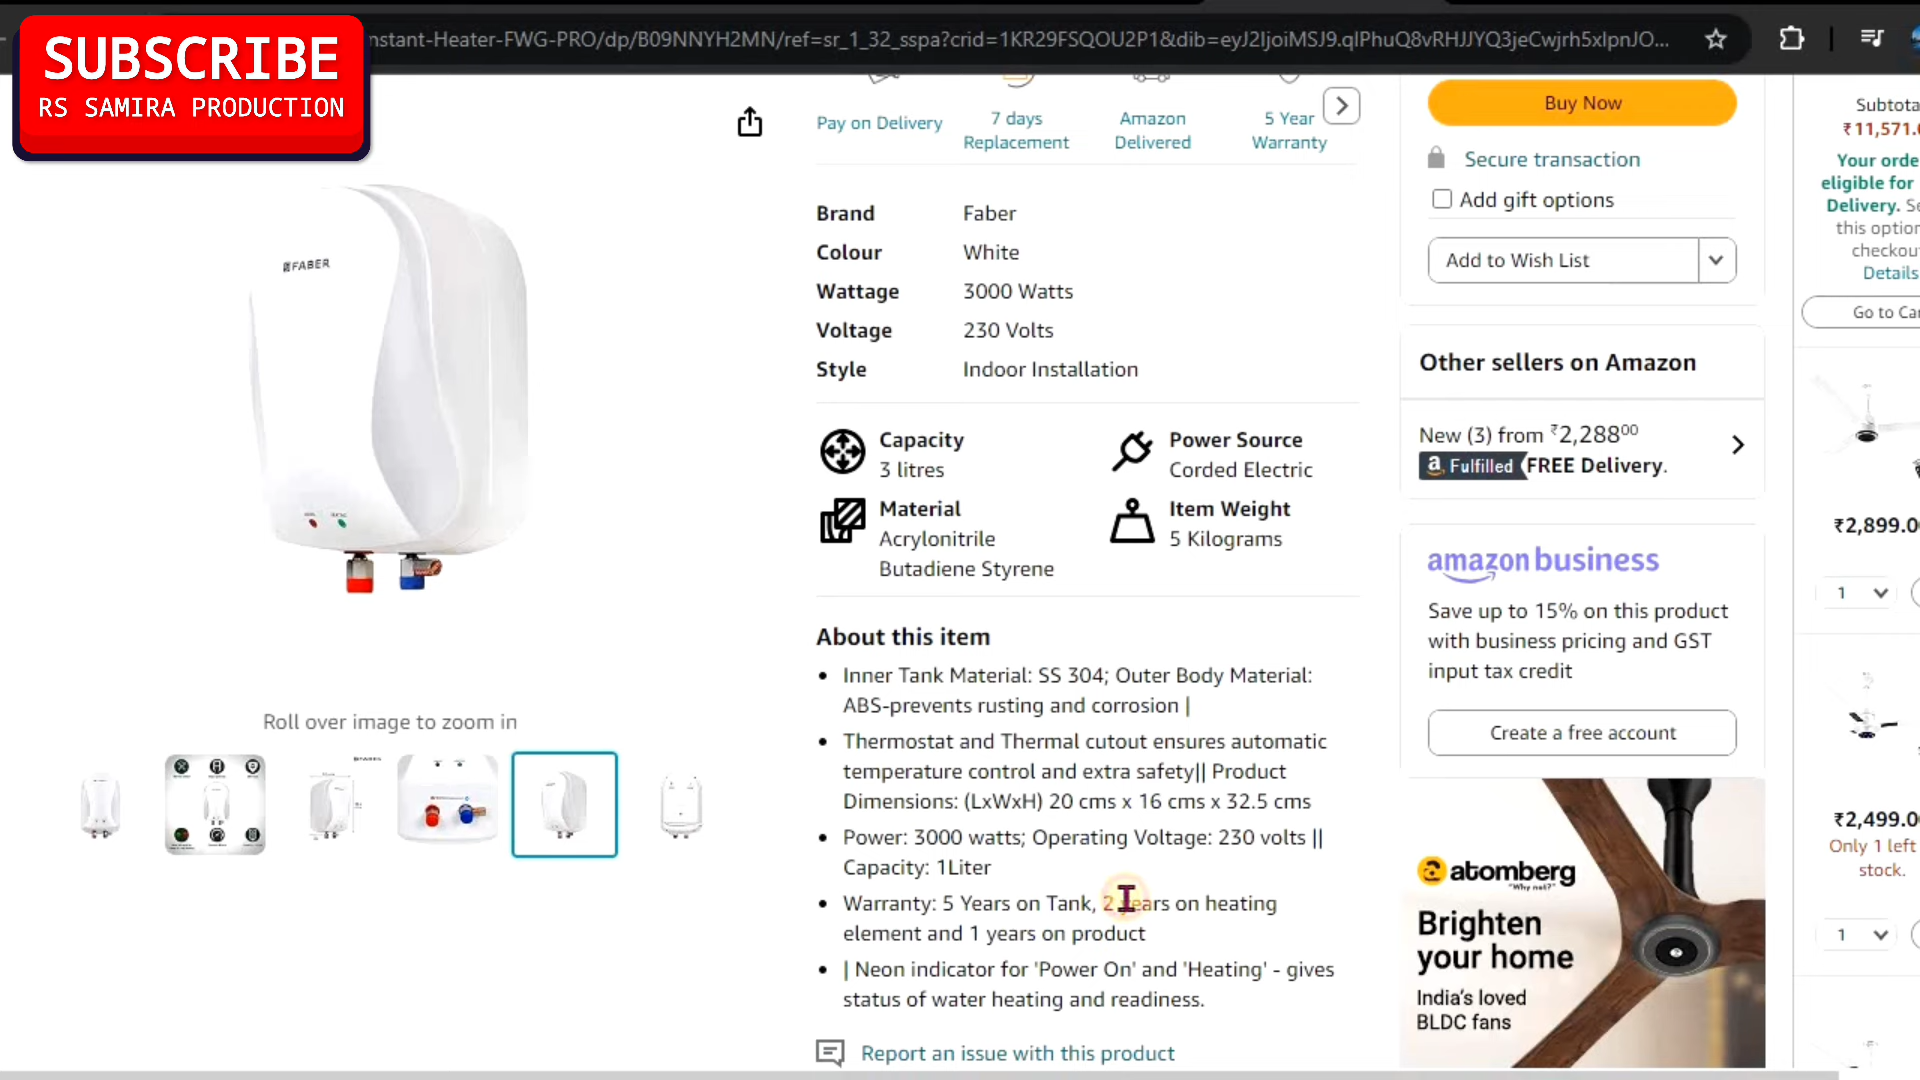 SUBSCRIBE
RS SAMIRA PRODUCTION
nstant-Heater-FWG-PRO/dp/B09NNYH2MN/ref=sr_1_32_sspa?crid=1KR29FSQOU2P1&dib=eyJ2IjoiMSJ9.qlPhuQ8vRHJJYQ3jeCwjrh5xlpnJO...
Pay on Delivery
7 days
Replacement
Amazon
Delivered
5 Year
Warranty
Brand Faber
Colour White
Wattage 3000 Watts
Voltage 230 Volts
Style Indoor Installation
Capacity
3 litres
Power Source
Corded Electric
Material
Acrylonitrile
Butadiene Styrene
Item Weight
5 Kilograms
About this item
Inner Tank Material: SS 304; Outer Body Material:
ABS-prevents rusting and corrosion |
Thermostat and Thermal cutout ensures automatic
temperature control and extra safety|| Product
Dimensions: (LxWxH) 20 cms x 16 cms x 32.5 cms
Power: 3000 watts; Operating Voltage: 230 volts ||
Capacity: 1Liter
Warranty: 5 Years on Tank, 2 years on heating
element and 1 years on product
| Neon indicator for 'Power On' and 'Heating' - gives
status of water heating and readiness.
Report an issue with this product
FABER
Roll over image to zoom in
Buy Now
Secure transaction
Add gift options
Add to Wish List
Other sellers on Amazon
New (3) from ₹2,288⁰⁰
a Fulfilled FREE Delivery.
amazon business
Save up to 15% on this product
with business pricing and GST
input tax credit
Create a free account
atomberg
"Why not?"
Brighten
your home
India's loved
BLDC fans
Subtota
₹11,571.
Your orde
eligible for
Delivery. Se
this option
checkou
Details
Go to Car
₹2,899.0
1
₹2,499.0
Only 1 left
stock.
1